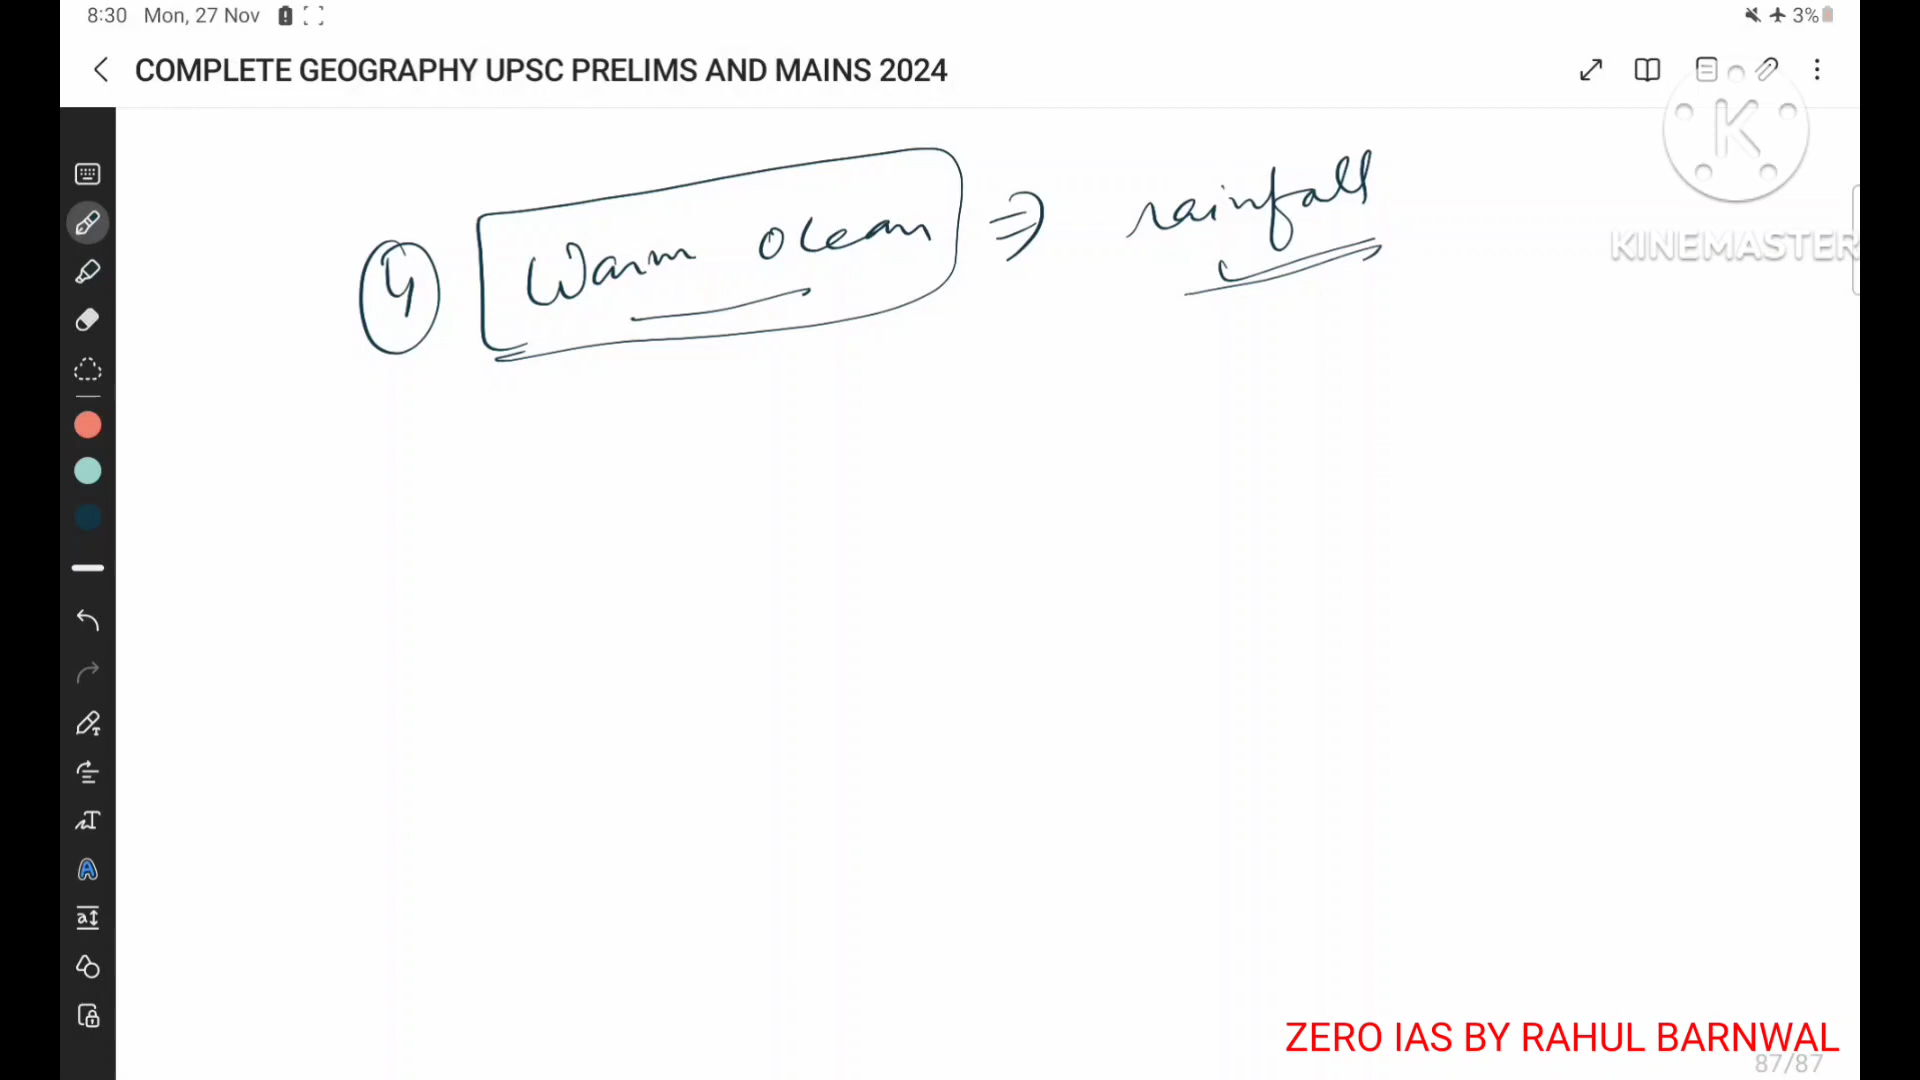 8:30 Mon, 27 Nov 3%
COMPLETE GEOGRAPHY UPSC PRELIMS AND MAINS 2024
K
KINEMASTER
4 Warm Ocean ⇒ rainfall
ZERO IAS BY RAHUL BARNWAL
87/87